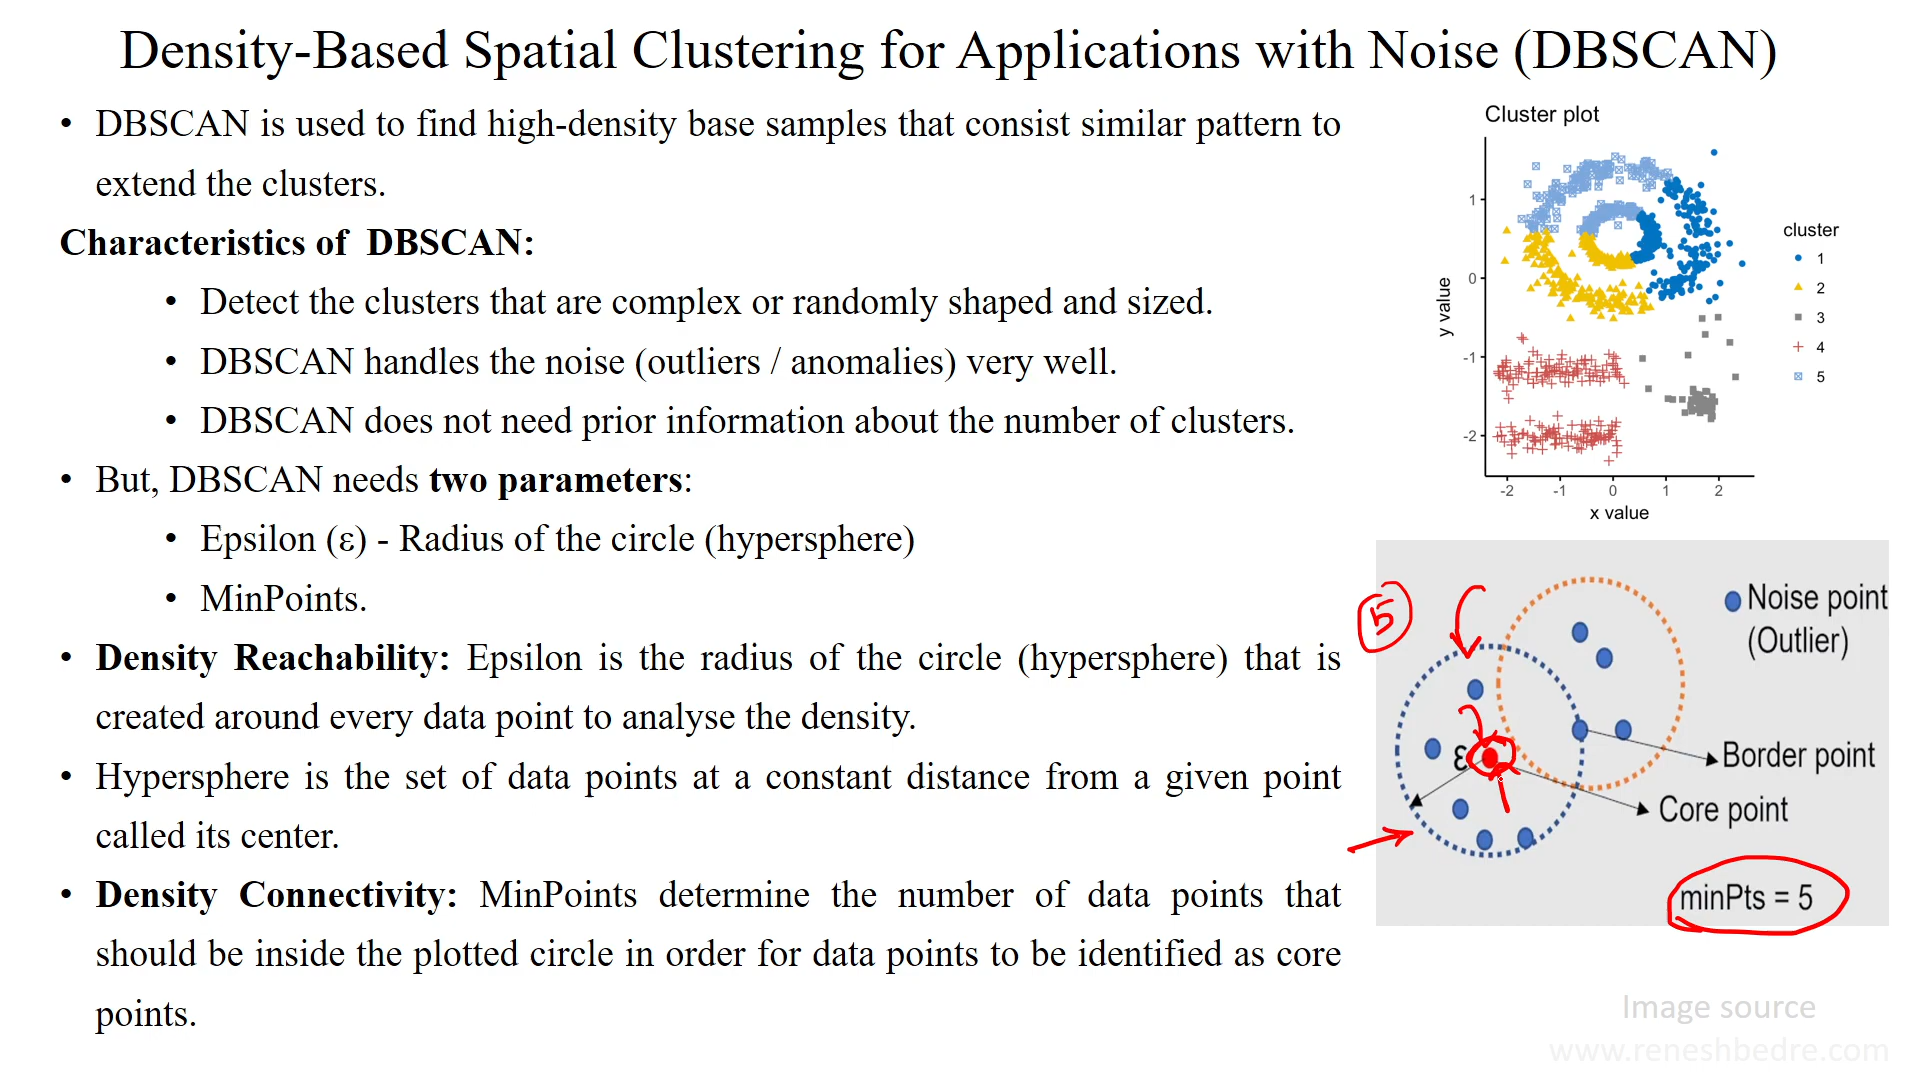 Density-Based Spatial Clustering for Applications with Noise (DBSCAN)
• DBSCAN is used to find high-density base samples that consist similar pattern to
extend the clusters.
Characteristics of DBSCAN:
• Detect the clusters that are complex or randomly shaped and sized.
• DBSCAN handles the noise (outliers / anomalies) very well.
• DBSCAN does not need prior information about the number of clusters.
• But, DBSCAN needs two parameters:
• Epsilon (ε) - Radius of the circle (hypersphere)
• MinPoints.
• Density Reachability: Epsilon is the radius of the circle (hypersphere) that is
created around every data point to analyse the density.
• Hypersphere is the set of data points at a constant distance from a given point
called its center.
• Density Connectivity: MinPoints determine the number of data points that
should be inside the plotted circle in order for data points to be identified as core
points.
Cluster plot
1
0
-1
-2
y value
-2 -1 0 1 2
x value
cluster
1
2
3
4
5
5
Noise point
(Outlier)
ε
Border point
Core point
minPts = 5
Image source
www.reneshbedre.com